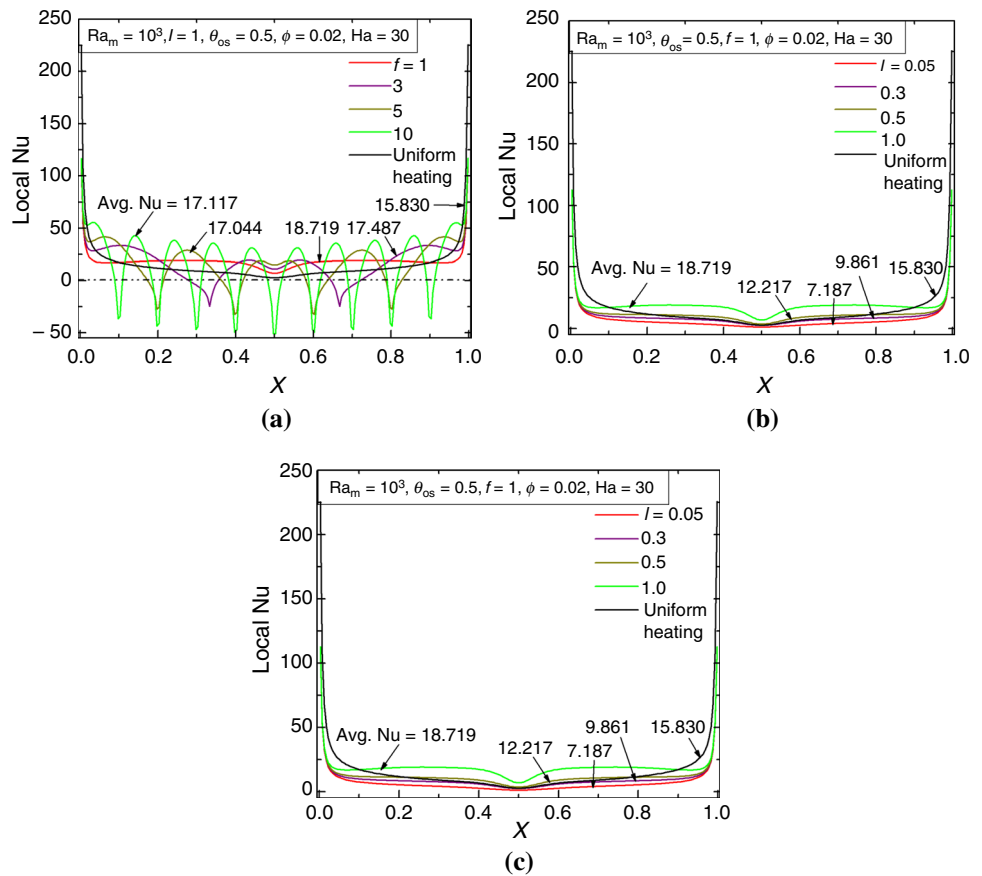 Ra_m = 10³, I = 1, θ_os = 0.5, ϕ = 0.02, Ha = 30
f = 1
3
5
10
Uniform heating
Avg. Nu = 17.117
17.044
18.719
17.487
15.830
250
200
150
100
50
0
−50
Local Nu
0.0 0.2 0.4 0.6 0.8 1.0
X
(a)
Ra_m = 10³, θ_os = 0.5, f = 1, ϕ = 0.02, Ha = 30
I = 0.05
0.3
0.5
1.0
Uniform
heating
Avg. Nu = 18.719
12.217
7.187
9.861
15.830
250
200
150
100
50
0
Local Nu
0.0 0.2 0.4 0.6 0.8 1.0
X
(b)
Ra_m = 10³, θ_os = 0.5, f = 1, ϕ = 0.02, Ha = 30
I = 0.05
0.3
0.5
1.0
Uniform
heating
Avg. Nu = 18.719
12.217
7.187
9.861
15.830
250
200
150
100
50
0
Local Nu
0.0 0.2 0.4 0.6 0.8 1.0
X
(c)